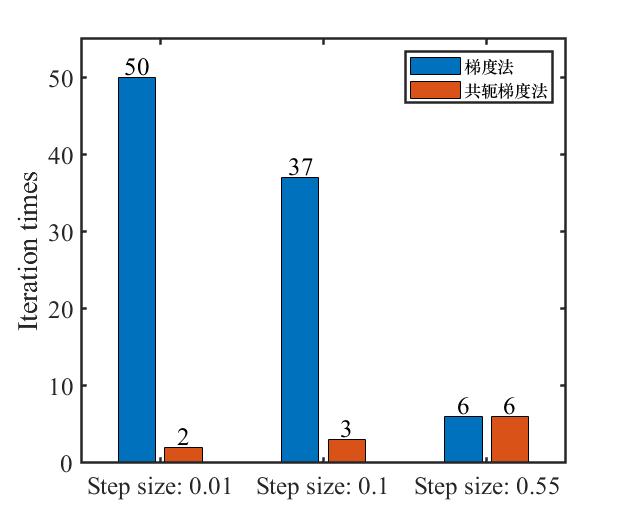 梯度法
共轭梯度法
50
40
30
20
10
0
Iteration times
50
2
37
3
6
6
Step size: 0.01
Step size: 0.1
Step size: 0.55